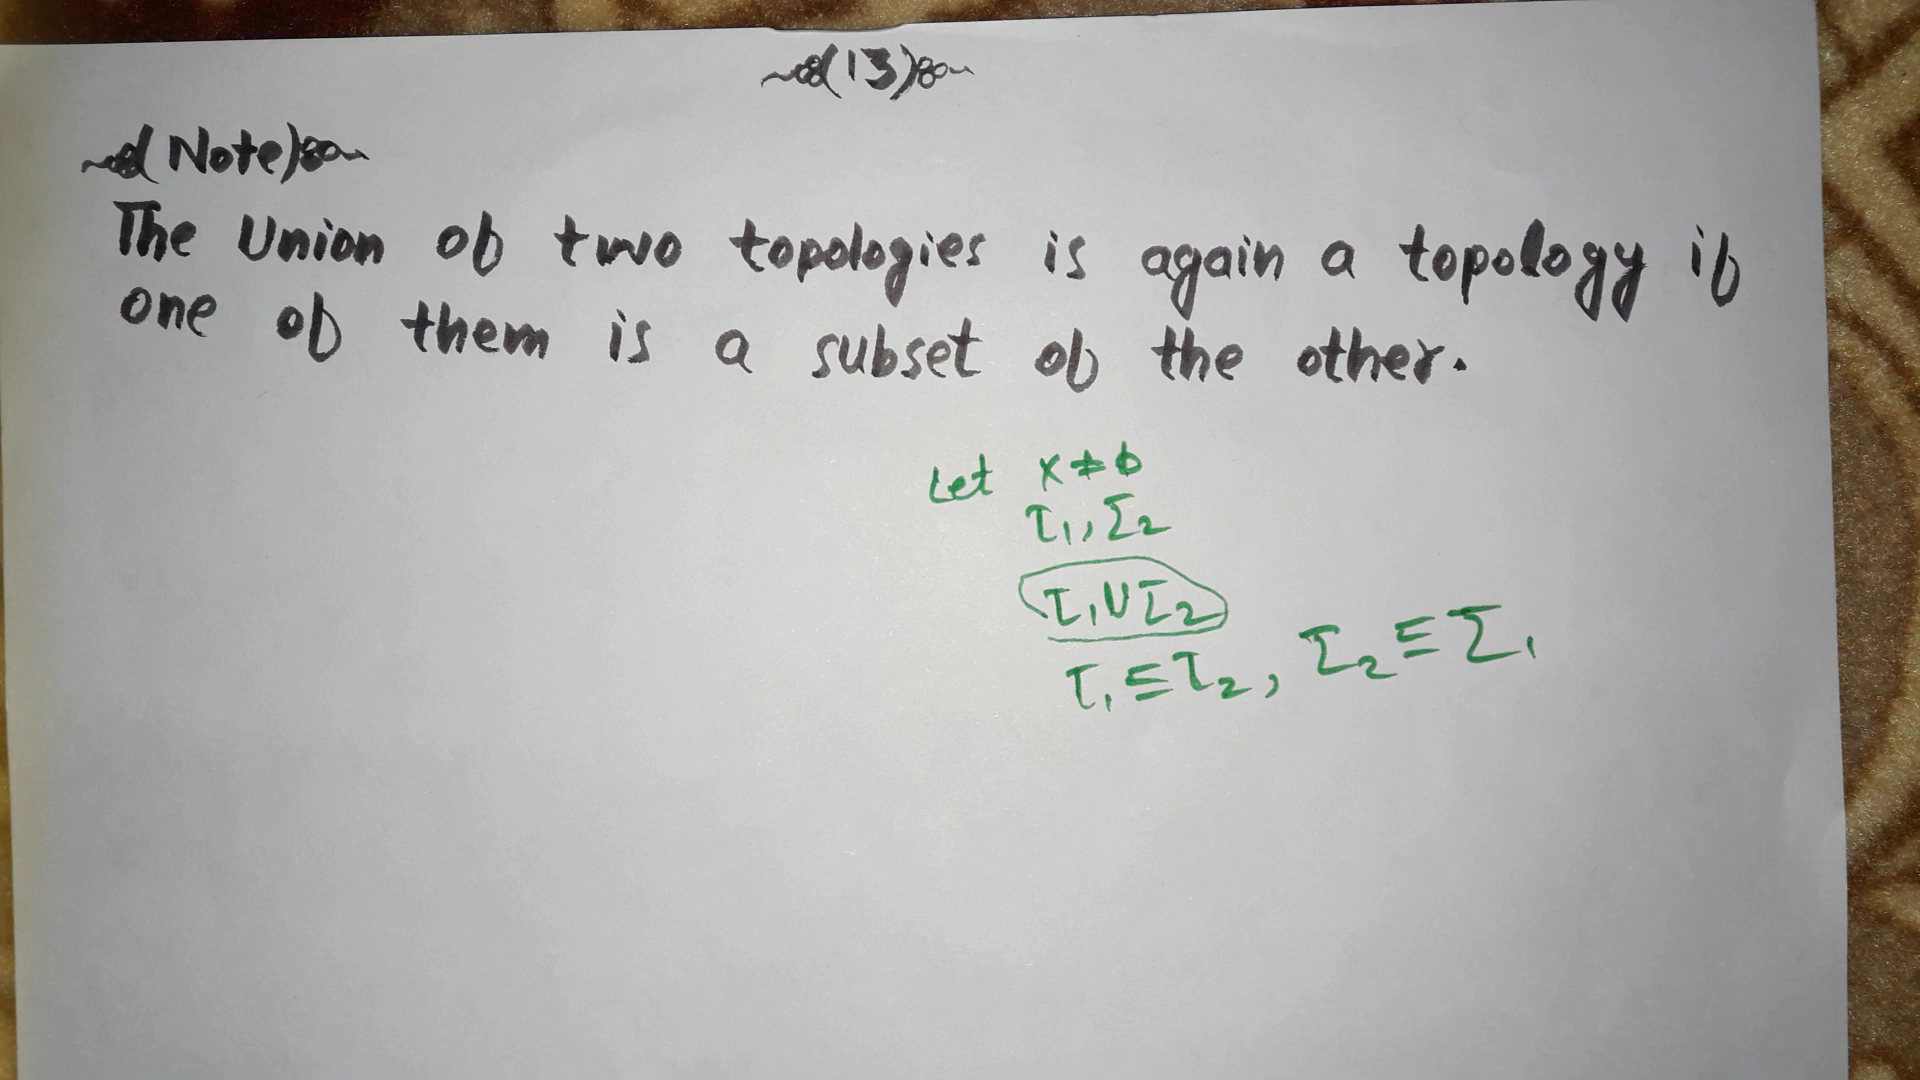 (13)
(Note)
The Union of two topologies is again a topology if
one of them is a subset of the other.
Let X ≠ φ
τ₁, τ₂
τ₁ ∪ τ₂
τ₁ ⊆ τ₂, τ₂ ⊆ τ₁